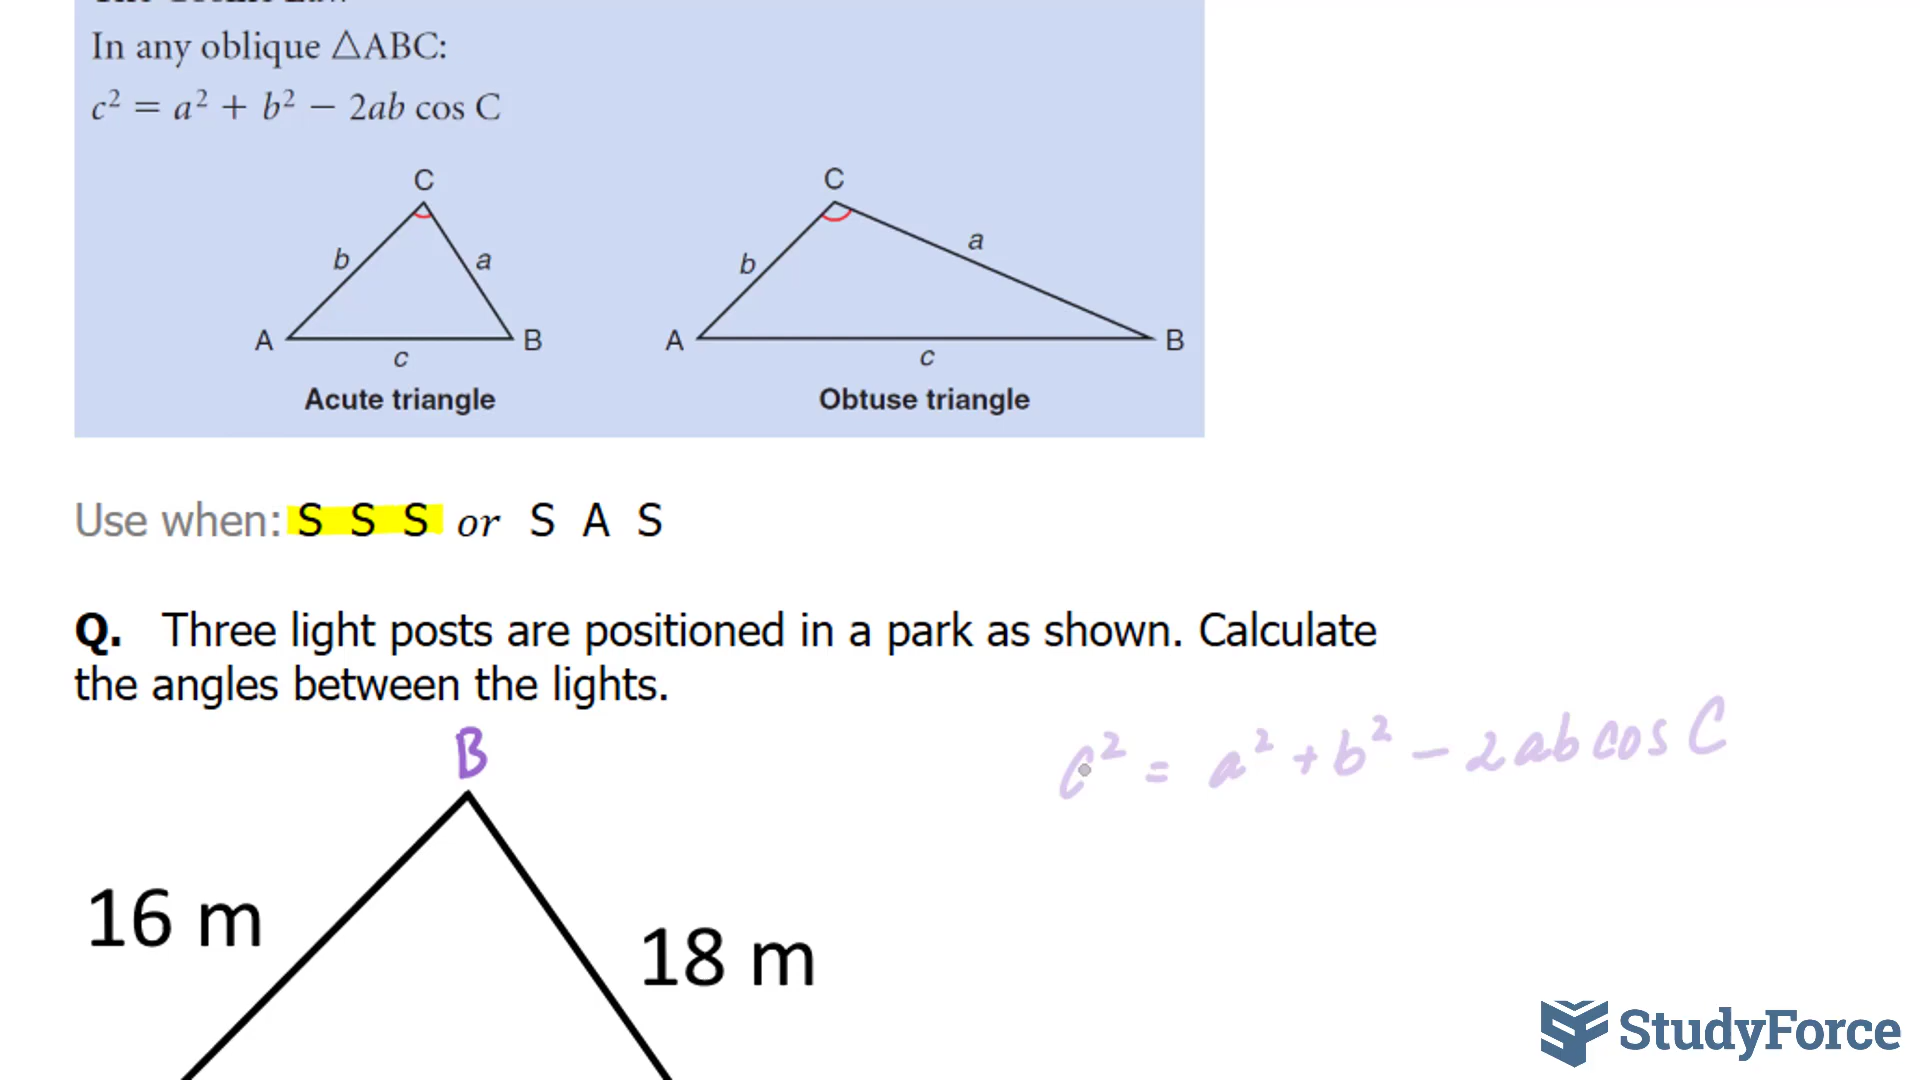 In any oblique △ABC:
c² = a² + b² − 2ab cos C
C
b
a
A
B
c
Acute triangle
C
b
a
A
B
c
Obtuse triangle
Use when: S S S or S A S
Q. Three light posts are positioned in a park as shown. Calculate
the angles between the lights.
B
c² = a² + b² − 2ab cos C
16 m
18 m
StudyForce